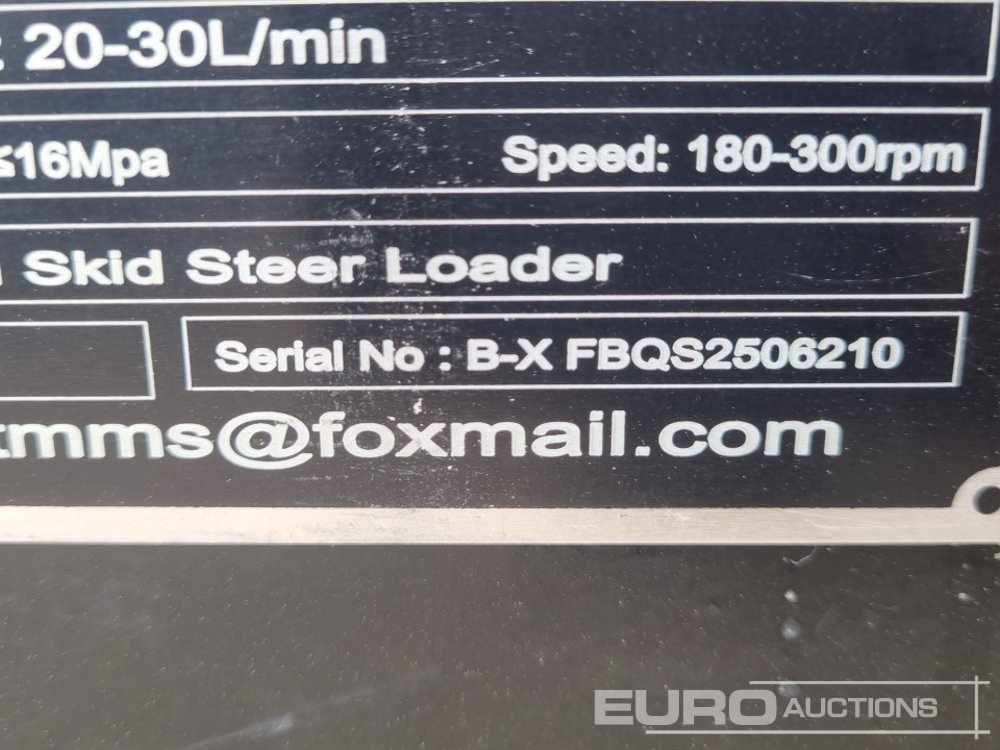 : 20-30L/min
≤16Mpa Speed: 180-300rpm
Skid Steer Loader
Serial No : B-X FBQS2506210
tmms@foxmail.com
EURO AUCTIONS